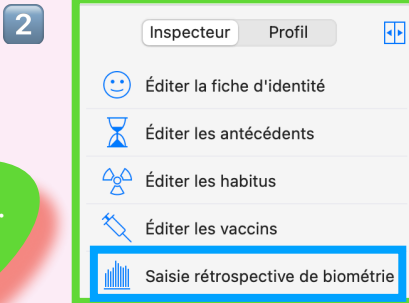 2
Inspecteur Profil
Éditer la fiche d'identité
Éditer les antécédents
Éditer les habitus
Éditer les vaccins
Saisie rétrospective de biométrie